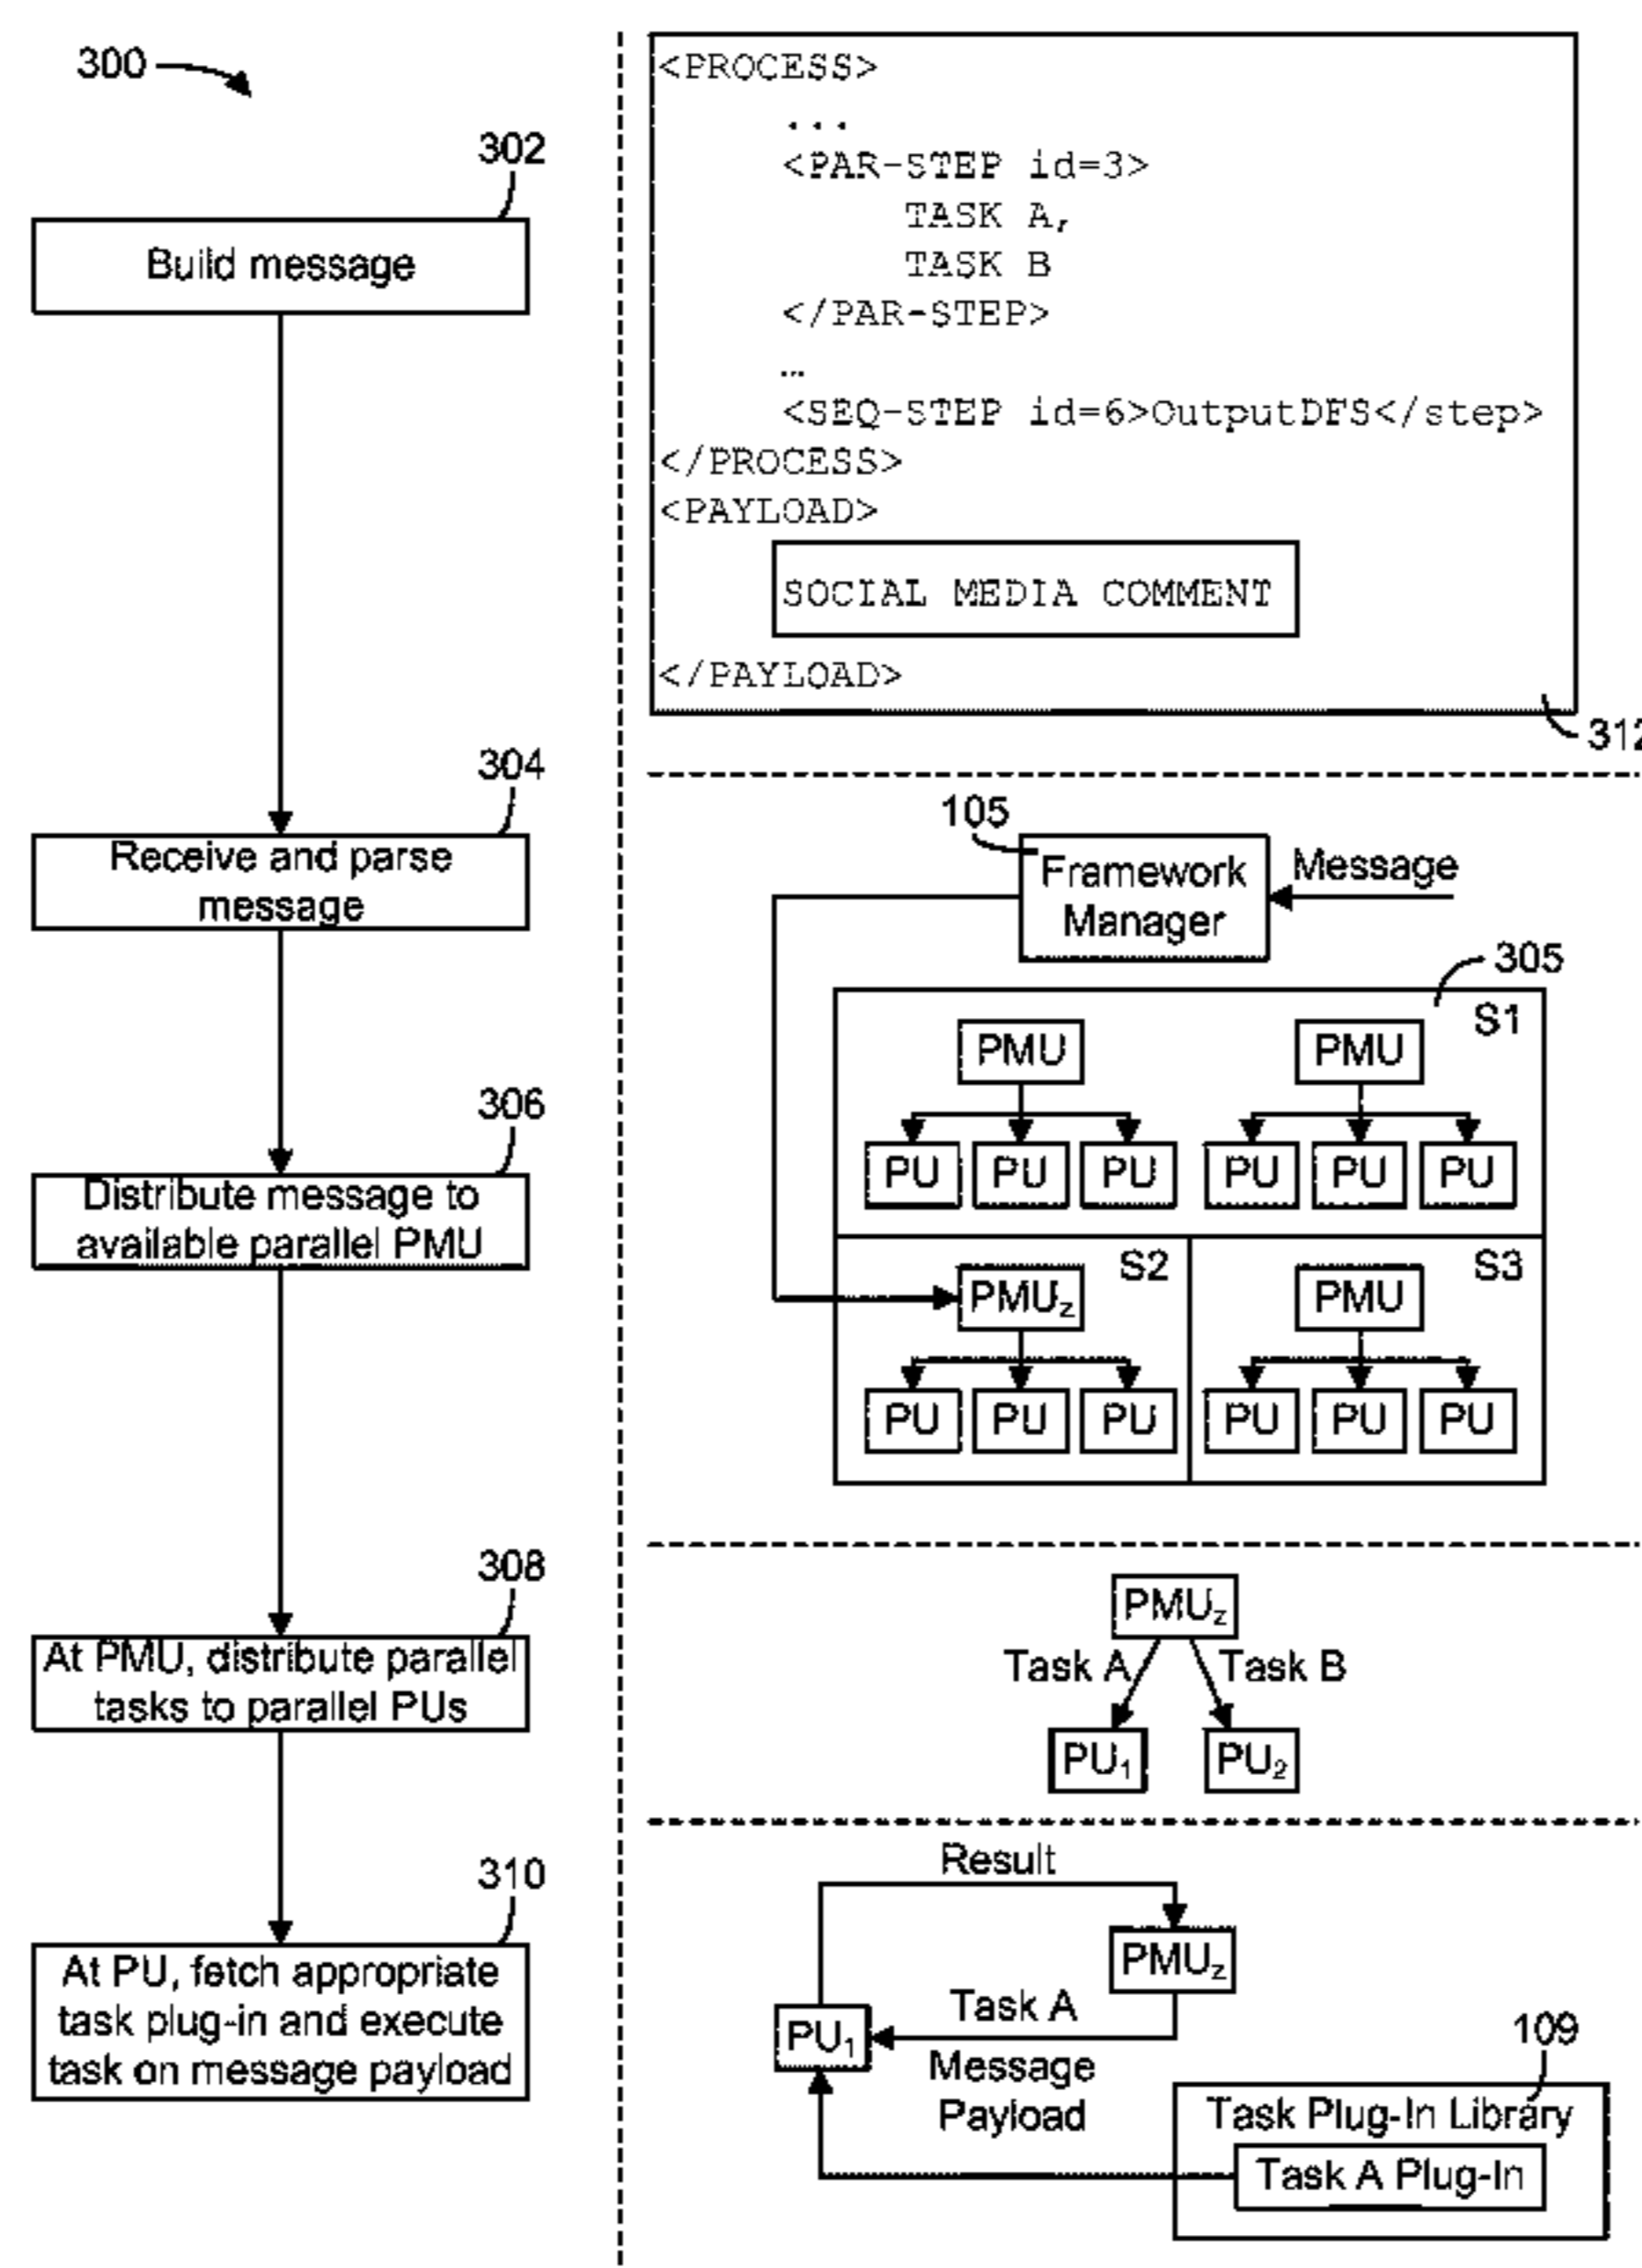 300
302
Build message
304
Receive and parse
message
306
Distribute message to
available parallel PMU
308
At PMU, distribute parallel
tasks to parallel PUs
310
At PU, fetch appropriate
task plug-in and execute
task on message payload
<PROCESS>
...
<PAR-STEP id=3>
TASK A,
TASK B
</PAR-STEP>
…
<SEQ-STEP id=6>OutputDFS</step>
</PROCESS>
<PAYLOAD>
SOCIAL MEDIA COMMENT
</PAYLOAD>
312
105
Framework
Manager
Message
305
S1
PMU PMU
PU PU PU PU PU PU
S2 S3
PMUz PMU
PU PU PU PU PU PU
PMUz
Task A Task B
PU1 PU2
Result
PMUz
Task A
PU1
Message
Payload
109
Task Plug-In Library
Task A Plug-In